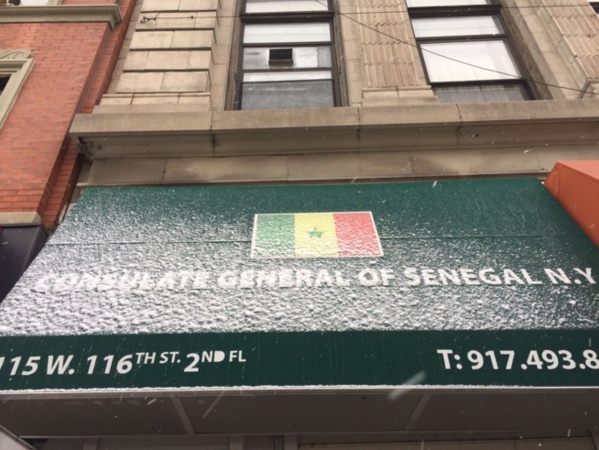 CONSULATE GENERAL OF SENEGAL N.Y
115 W. 116TH ST. 2ND FL
T: 917.493.8